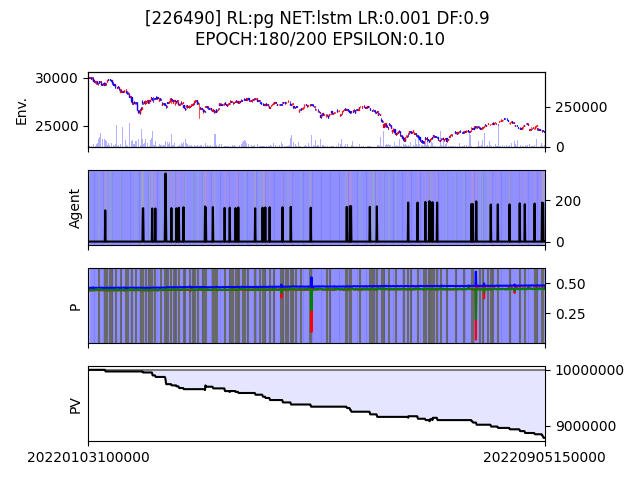 [226490] RL:pg NET:lstm LR:0.001 DF:0.9
EPOCH:180/200 EPSILON:0.10
Env.
30000
25000
250000
0
Agent
200
0
P
0.50
0.25
PV
10000000
9000000
20220103100000
20220905150000